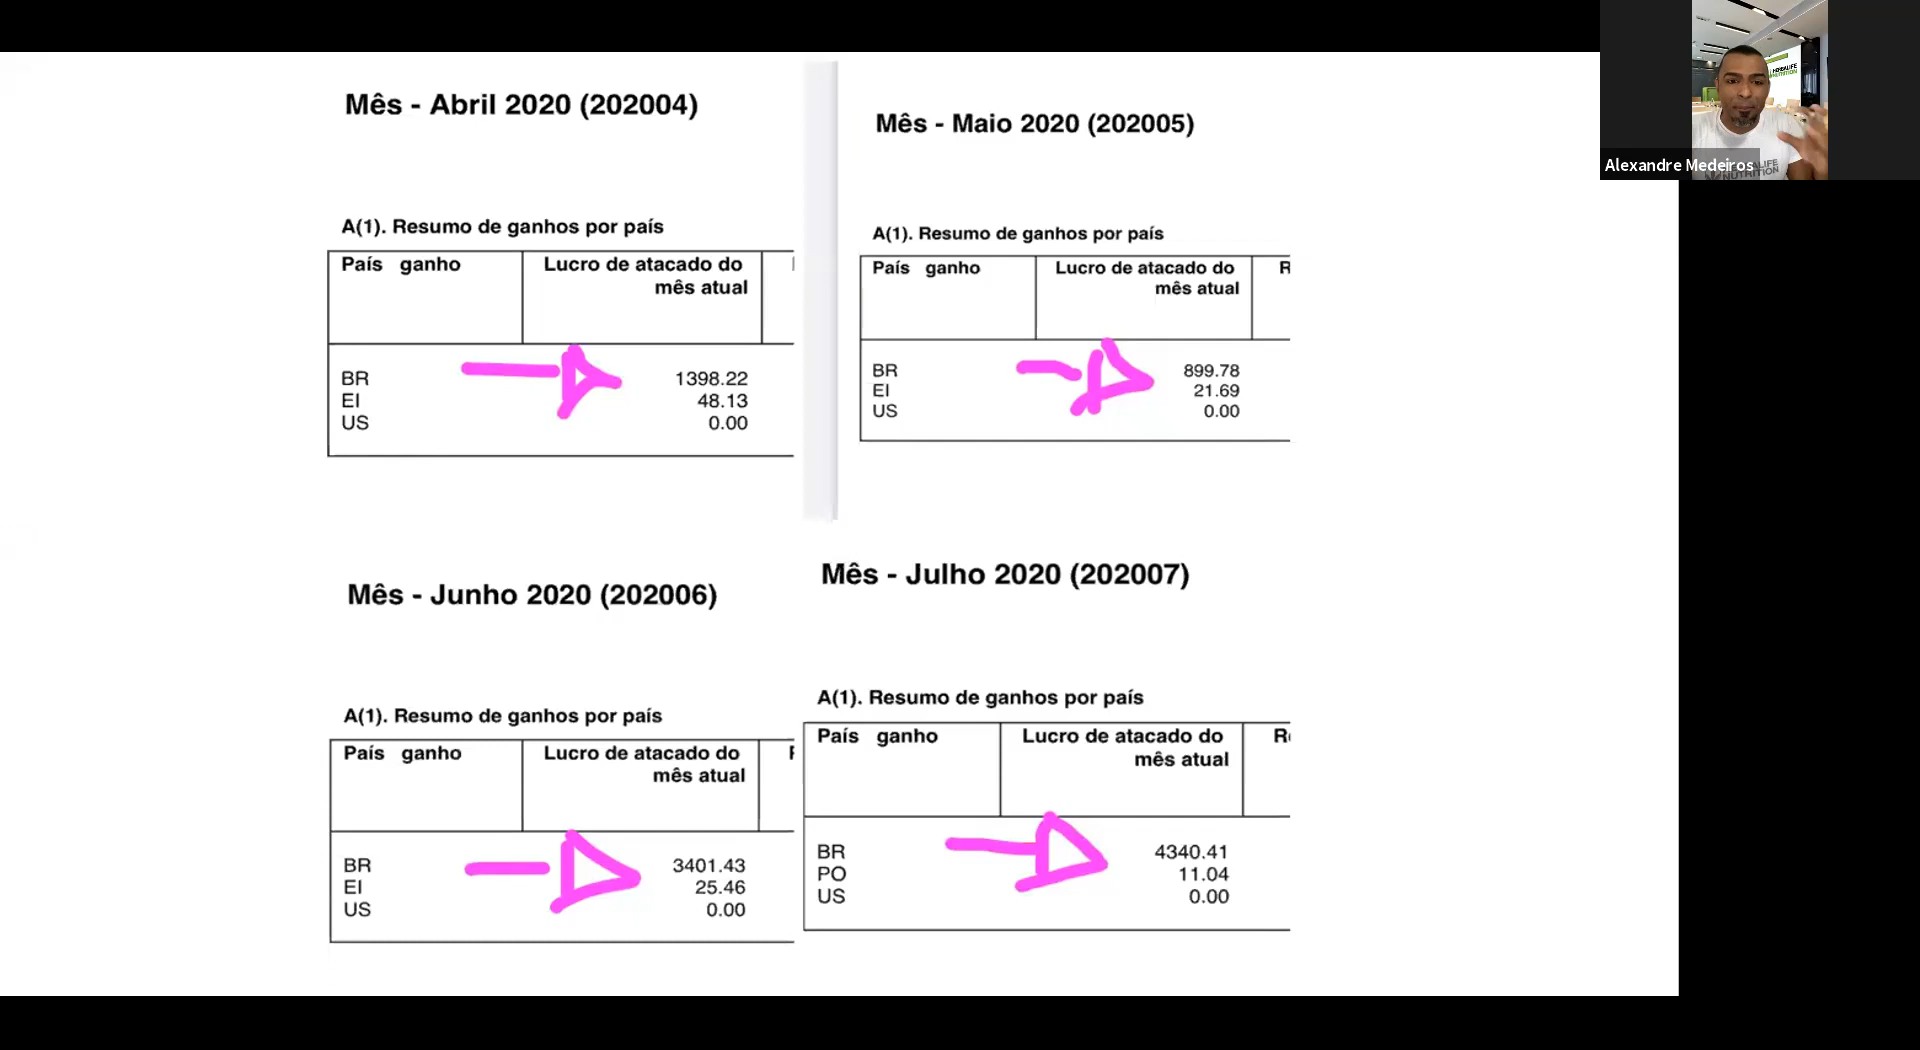 Mês - Abril 2020 (202004)
A(1). Resumo de ganhos por país
País ganho
Lucro de atacado do
mês atual
BR 1398.22
EI 48.13
US 0.00
Mês - Maio 2020 (202005)
A(1). Resumo de ganhos por país
País ganho
Lucro de atacado do
mês atual
R
BR 899.78
EI 21.69
US 0.00
Mês - Junho 2020 (202006)
A(1). Resumo de ganhos por país
País ganho
Lucro de atacado do
mês atual
BR 3401.43
EI 25.46
US 0.00
Mês - Julho 2020 (202007)
A(1). Resumo de ganhos por país
País ganho
Lucro de atacado do
mês atual
BR 4340.41
PO 11.04
US 0.00
HERBALIFE
NUTRITION
Alexandre Medeiros
NUTRITION